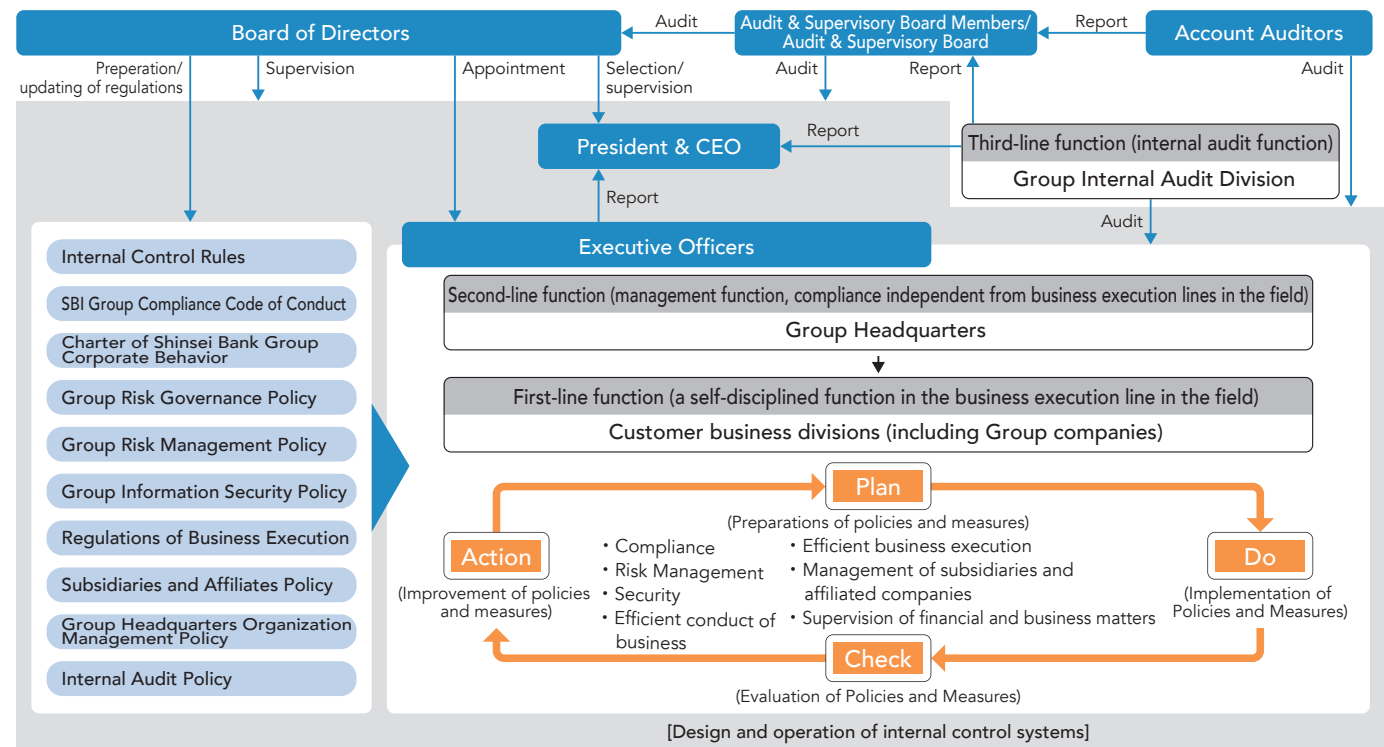 Board of Directors
Audit
Audit & Supervisory Board Members/
Audit & Supervisory Board
Report
Account Auditors
Preperation/
updating of regulations
Supervision
Appointment
Selection/
supervision
Audit
Report
Audit
President & CEO
Report
Third-line function (internal audit function)
Group Internal Audit Division
Report
Audit
Internal Control Rules
SBI Group Compliance Code of Conduct
Charter of Shinsei Bank Group
Corporate Behavior
Group Risk Governance Policy
Group Risk Management Policy
Group Information Security Policy
Regulations of Business Execution
Subsidiaries and Affiliates Policy
Group Headquarters Organization
Management Policy
Internal Audit Policy
Executive Officers
Second-line function (management function, compliance independent from business execution lines in the field)
Group Headquarters
First-line function (a self-disciplined function in the business execution line in the field)
Customer business divisions (including Group companies)
Plan
(Preparations of policies and measures)
Action
(Improvement of policies
and measures)
・Compliance
・Risk Management
・Security
・Efficient conduct of
business
・Efficient business execution
・Management of subsidiaries and
affiliated companies
・Supervision of financial and business matters
Do
(Implementation of
Policies and Measures)
Check
(Evaluation of Policies and Measures)
[Design and operation of internal control systems]